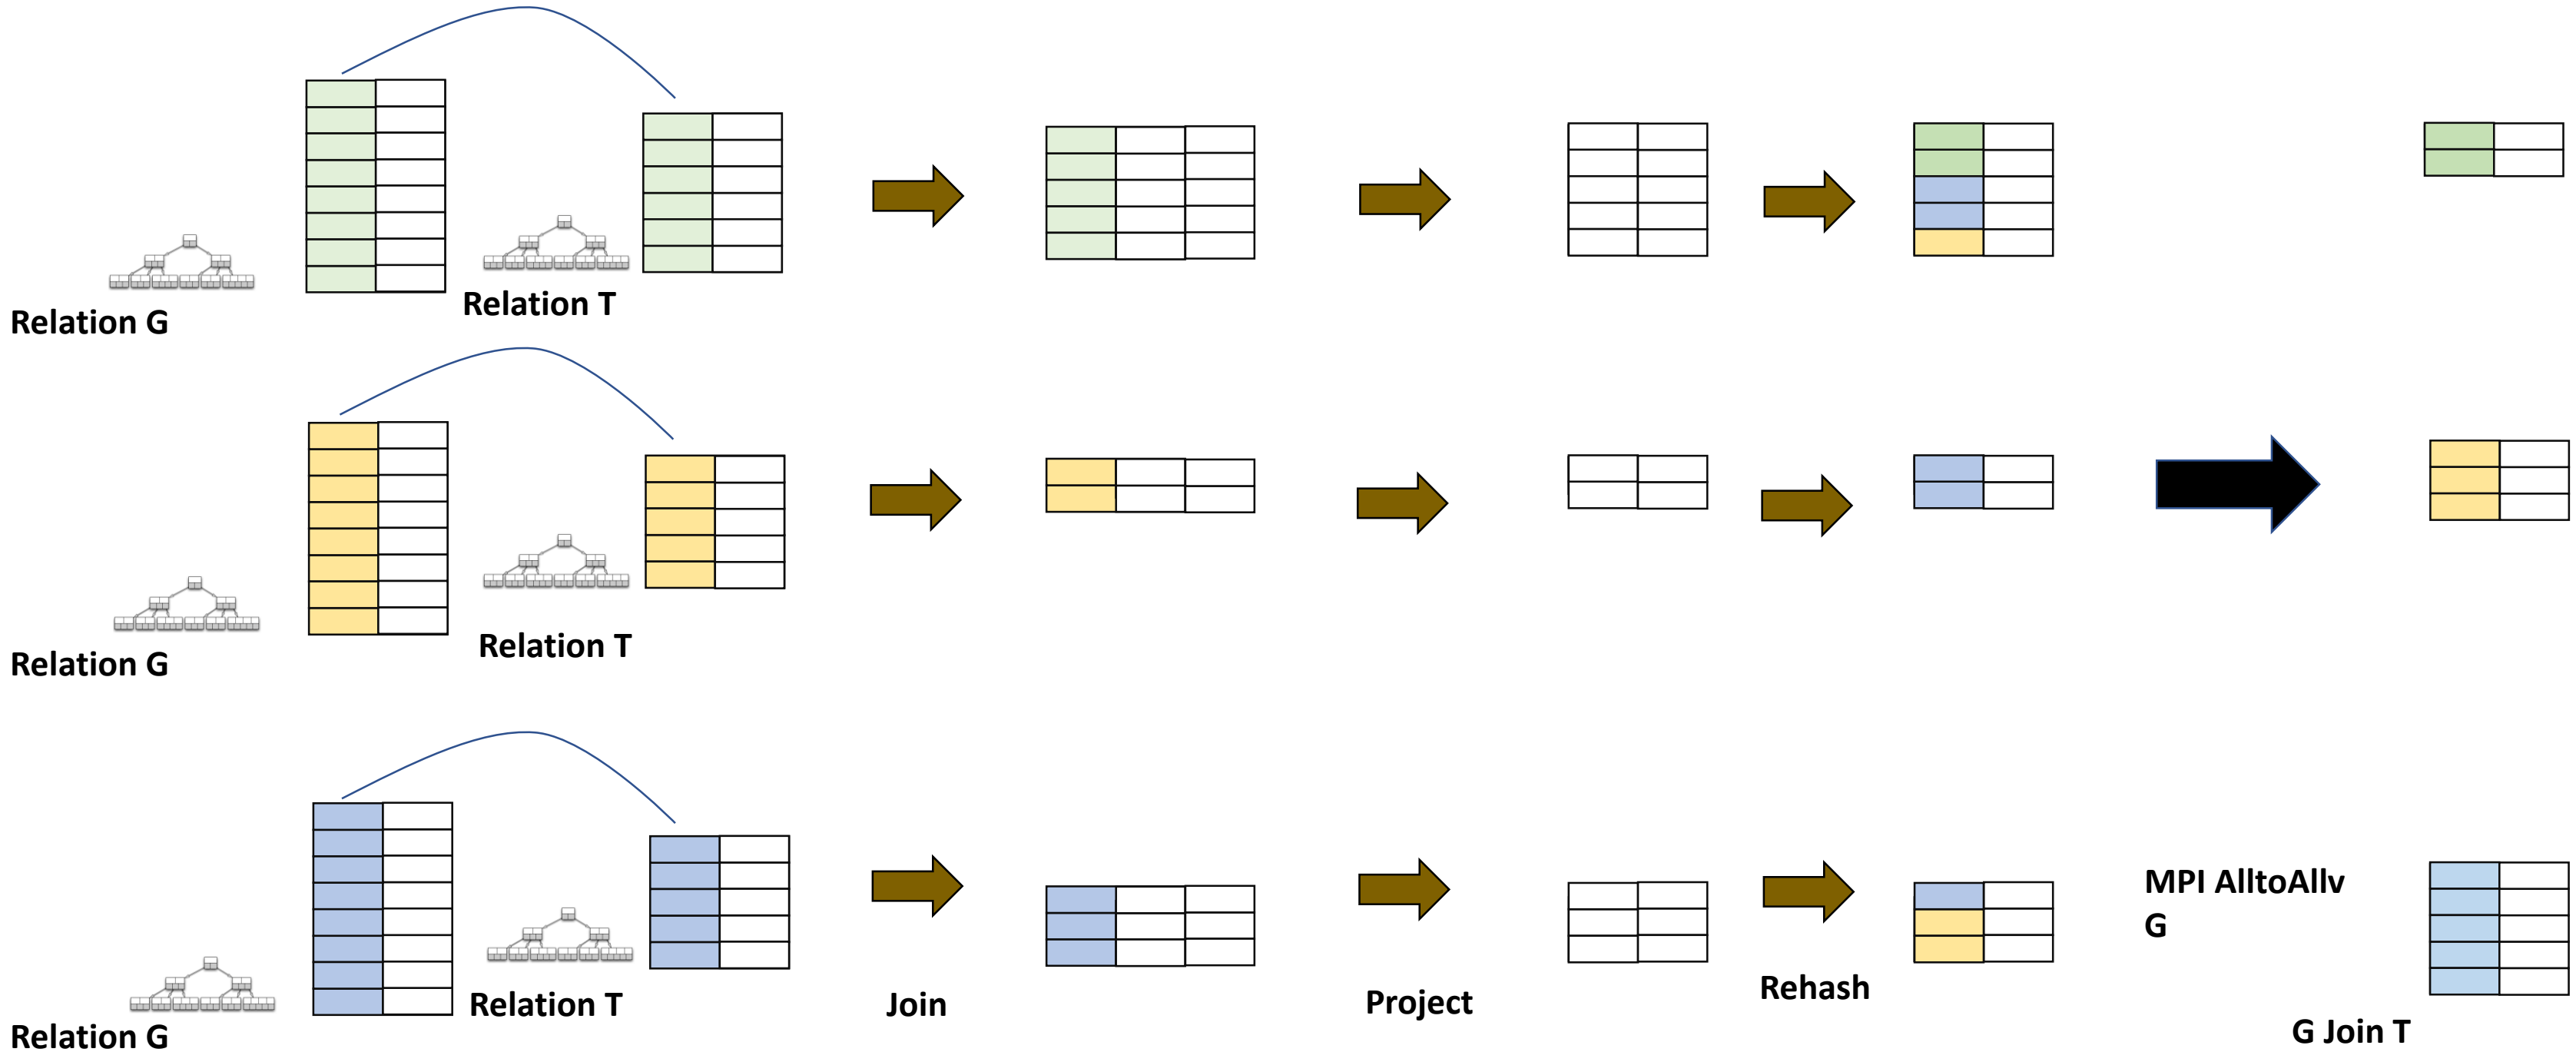 Relation T
Relation G
Relation T
Relation G
MPI AlltoAllv
G
Rehash
Relation T
Join
Project
Relation G
G Join T